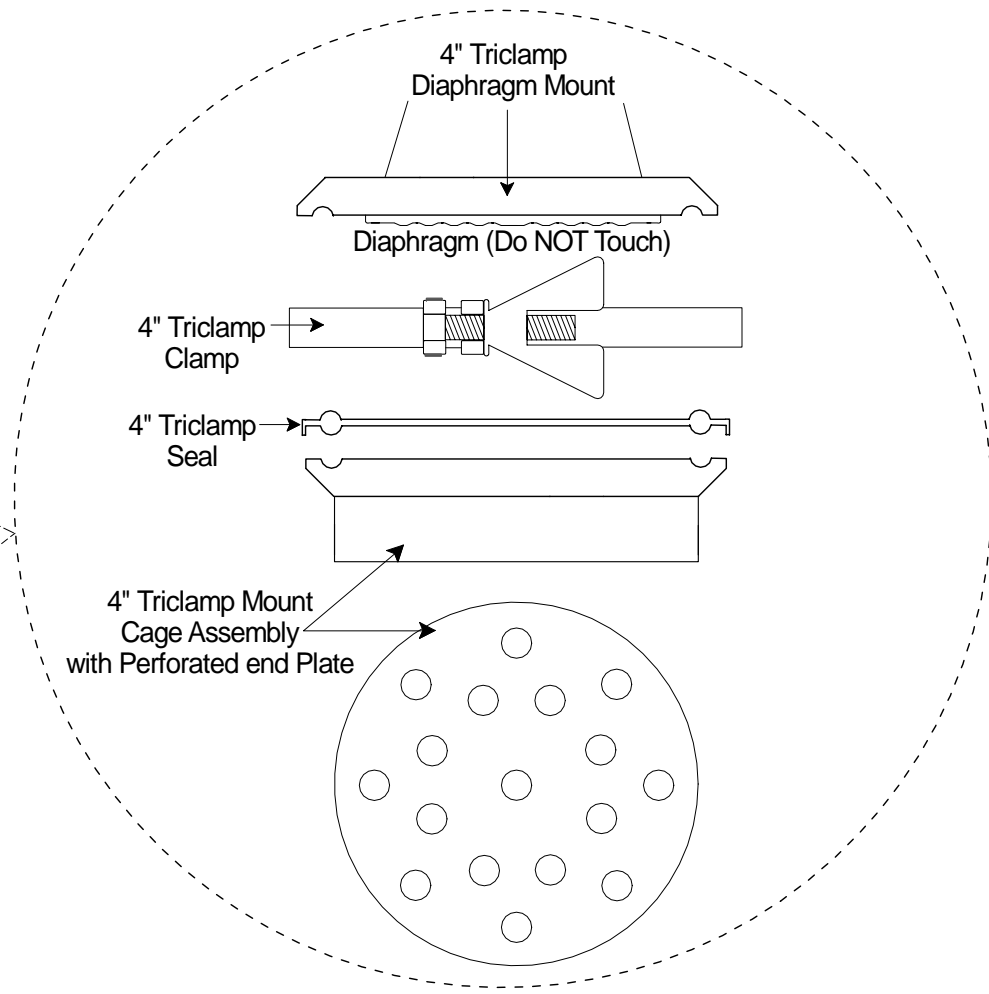 4" Triclamp
Diaphragm Mount
Diaphragm (Do NOT Touch)
4" Triclamp
Clamp
4" Triclamp
Seal
4" Triclamp Mount
Cage Assembly
with Perforated end Plate